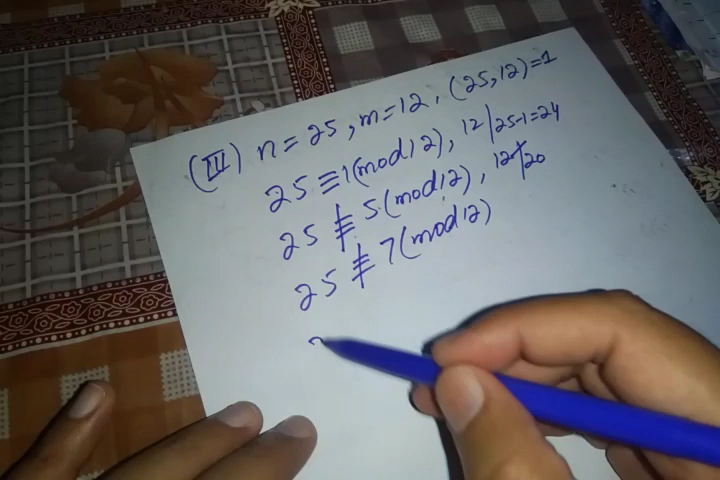 (III) n = 25, m = 12, (25, 12) = 1
25 ≡ 1 (mod 12), 12 | 25-1 = 24
25 ≢ 5 (mod 12), 12 ∤ 20
25 ≢ 7 (mod 12)